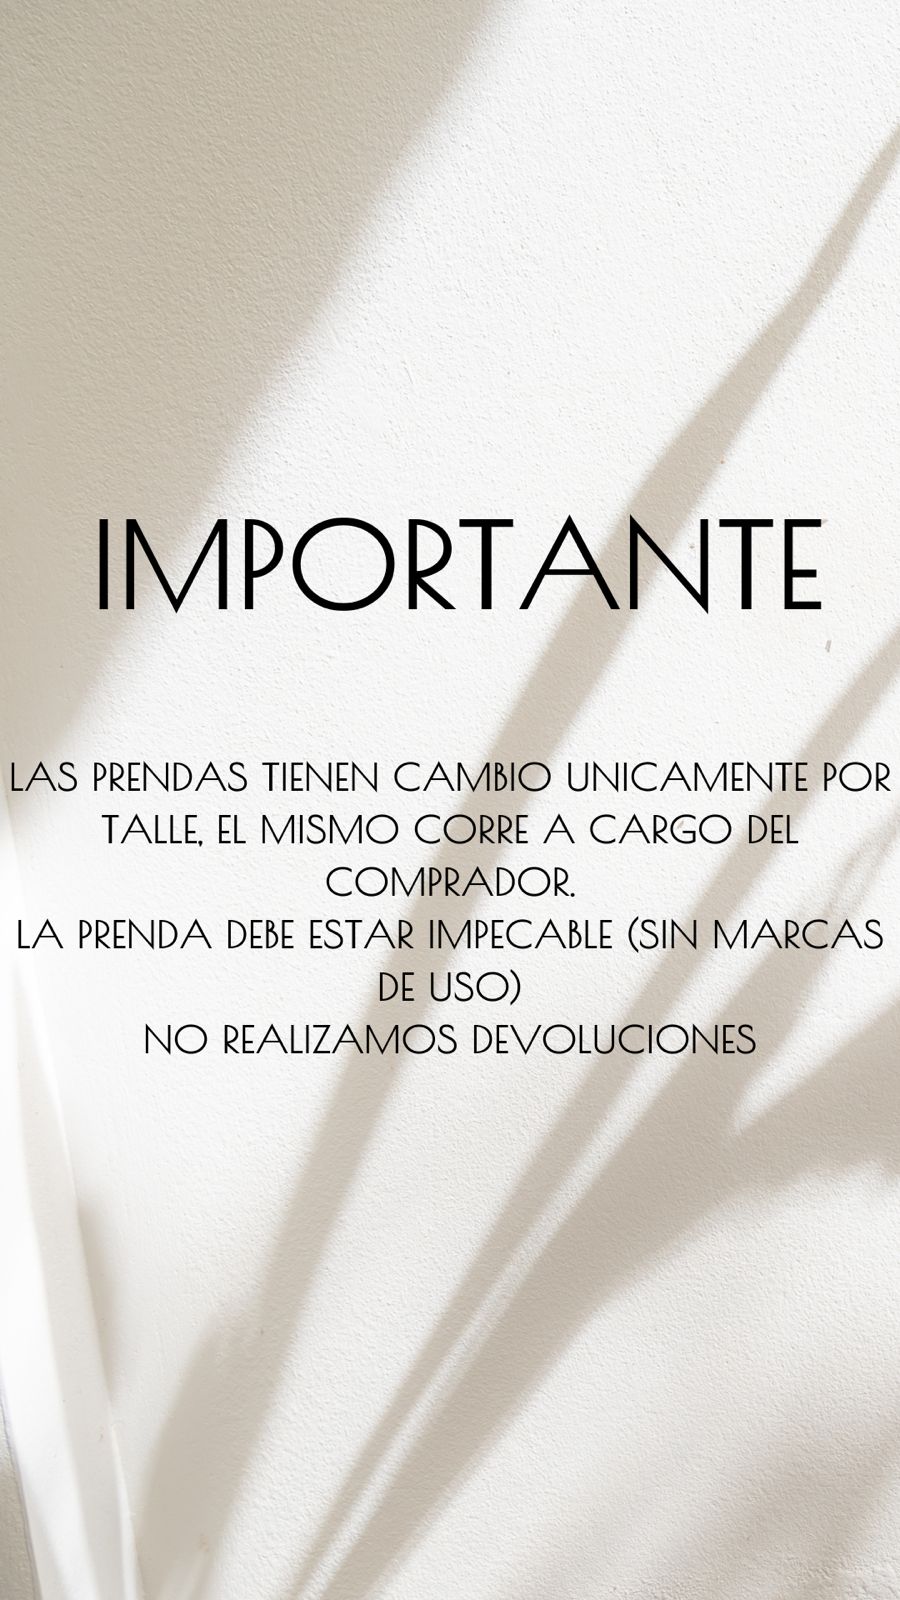 IMPORTANTE
LAS PRENDAS TIENEN CAMBIO UNICAMENTE POR
TALLE, EL MISMO CORRE A CARGO DEL
COMPRADOR.
LA PRENDA DEBE ESTAR IMPECABLE (SIN MARCAS
DE USO)
NO REALIZAMOS DEVOLUCIONES